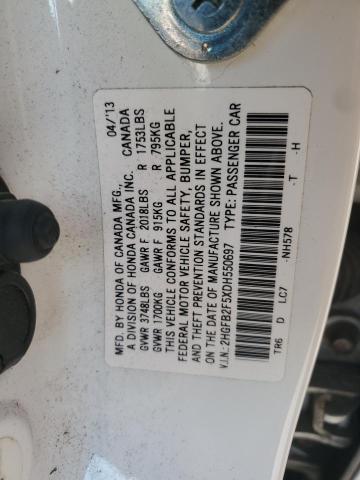 MFD. BY HONDA OF CANADA MFG., 04/'13
A DIVISION OF HONDA CANADA INC. CANADA
GVWR 3748LBS GAWR F 2018LBS R 1753LBS
GVWR 1700KG GAWR F 915KG R 795KG
THIS VEHICLE CONFORMS TO ALL APPLICABLE
FEDERAL MOTOR VEHICLE SAFETY, BUMPER,
AND THEFT PREVENTION STANDARDS IN EFFECT
ON THE DATE OF MANUFACTURE SHOWN ABOVE.
V.I.N.: 2HGFB2F5XDH550697 TYPE: PASSENGER CAR
TR6 D LC7 -NH578 -T -H